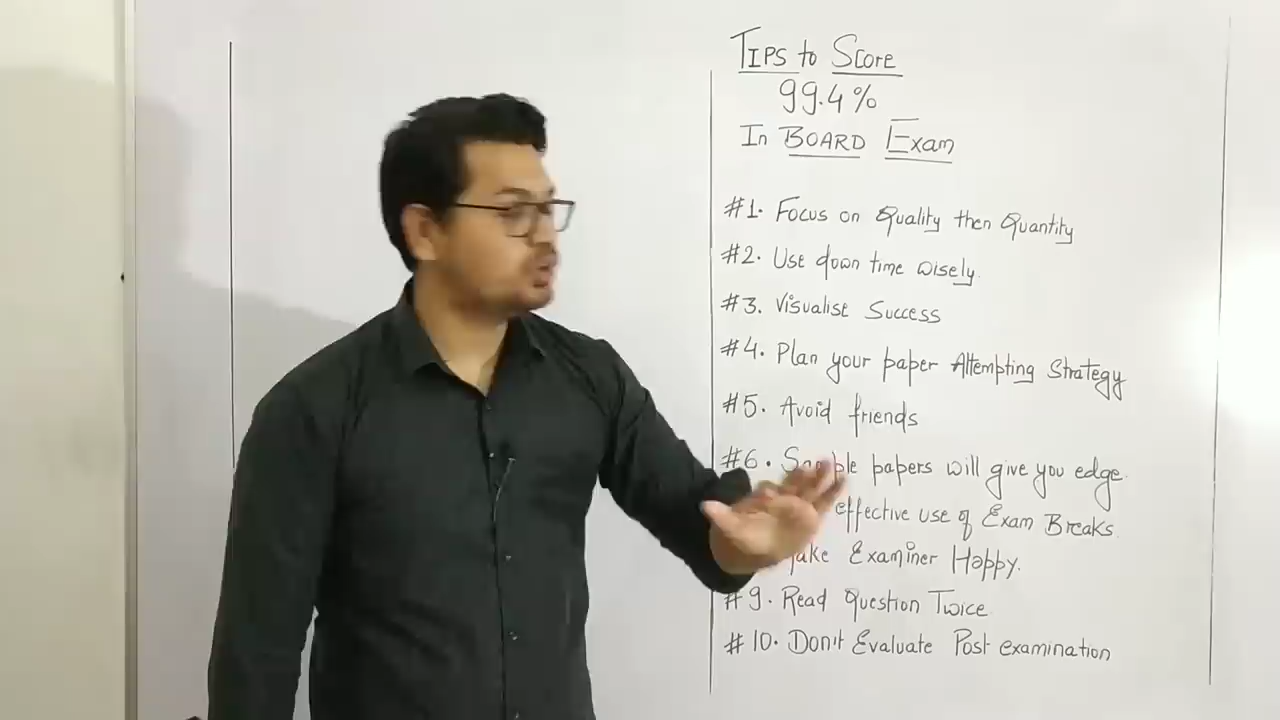 TIPS to Score
99.4%
In BOARD Exam
#1. Focus on Quality then Quantity
#2. Use down time wisely.
#3. Visualise Success
#4. Plan your paper Attempting Strategy
#5. Avoid friends
#6. Sample papers will give you edge.
effective use of Exam Breaks.
Make Examiner Happy.
#9. Read Question Twice
#10. Don't Evaluate Post examination